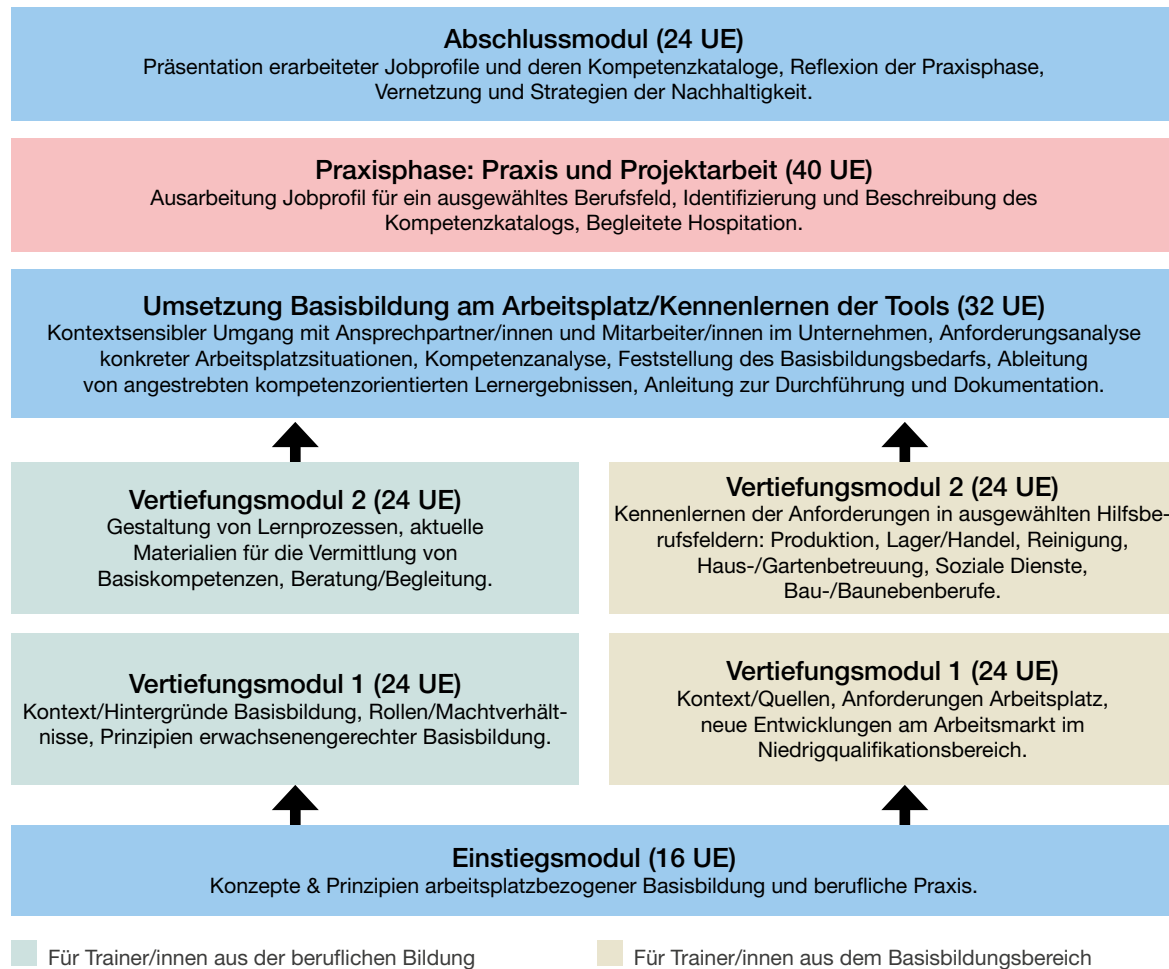 Abschlussmodul (24 UE)
Präsentation erarbeiteter Jobprofile und deren Kompetenzkataloge, Reflexion der Praxisphase,
Vernetzung und Strategien der Nachhaltigkeit.
Praxisphase: Praxis und Projektarbeit (40 UE)
Ausarbeitung Jobprofil für ein ausgewähltes Berufsfeld, Identifizierung und Beschreibung des
Kompetenzkatalogs, Begleitete Hospitation.
Umsetzung Basisbildung am Arbeitsplatz/Kennenlernen der Tools (32 UE)
Kontextsensibler Umgang mit Ansprechpartner/innen und Mitarbeiter/innen im Unternehmen, Anforderungsanalyse
konkreter Arbeitsplatzsituationen, Kompetenzanalyse, Feststellung des Basisbildungsbedarfs, Ableitung
von angestrebten kompetenzorientierten Lernergebnissen, Anleitung zur Durchführung und Dokumentation.
Vertiefungsmodul 2 (24 UE)
Gestaltung von Lernprozessen, aktuelle
Materialien für die Vermittlung von
Basiskompetenzen, Beratung/Begleitung.
Vertiefungsmodul 2 (24 UE)
Kennenlernen der Anforderungen in ausgewählten Hilfsbe-
rufsfeldern: Produktion, Lager/Handel, Reinigung,
Haus-/Gartenbetreuung, Soziale Dienste,
Bau-/Baunebenberufe.
Vertiefungsmodul 1 (24 UE)
Kontext/Hintergründe Basisbildung, Rollen/Machtverhält-
nisse, Prinzipien erwachsenengerechter Basisbildung.
Vertiefungsmodul 1 (24 UE)
Kontext/Quellen, Anforderungen Arbeitsplatz,
neue Entwicklungen am Arbeitsmarkt im
Niedrigqualifikationsbereich.
Einstiegsmodul (16 UE)
Konzepte & Prinzipien arbeitsplatzbezogener Basisbildung und berufliche Praxis.
Für Trainer/innen aus der beruflichen Bildung
Für Trainer/innen aus dem Basisbildungsbereich